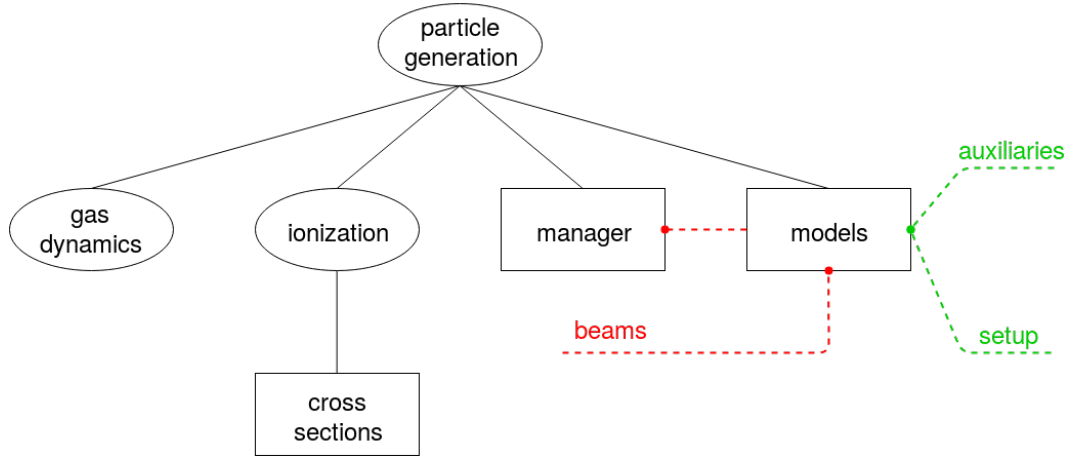 particle
generation
auxiliaries
gas
dynamics
ionization
manager
models
beams
setup
cross
sections